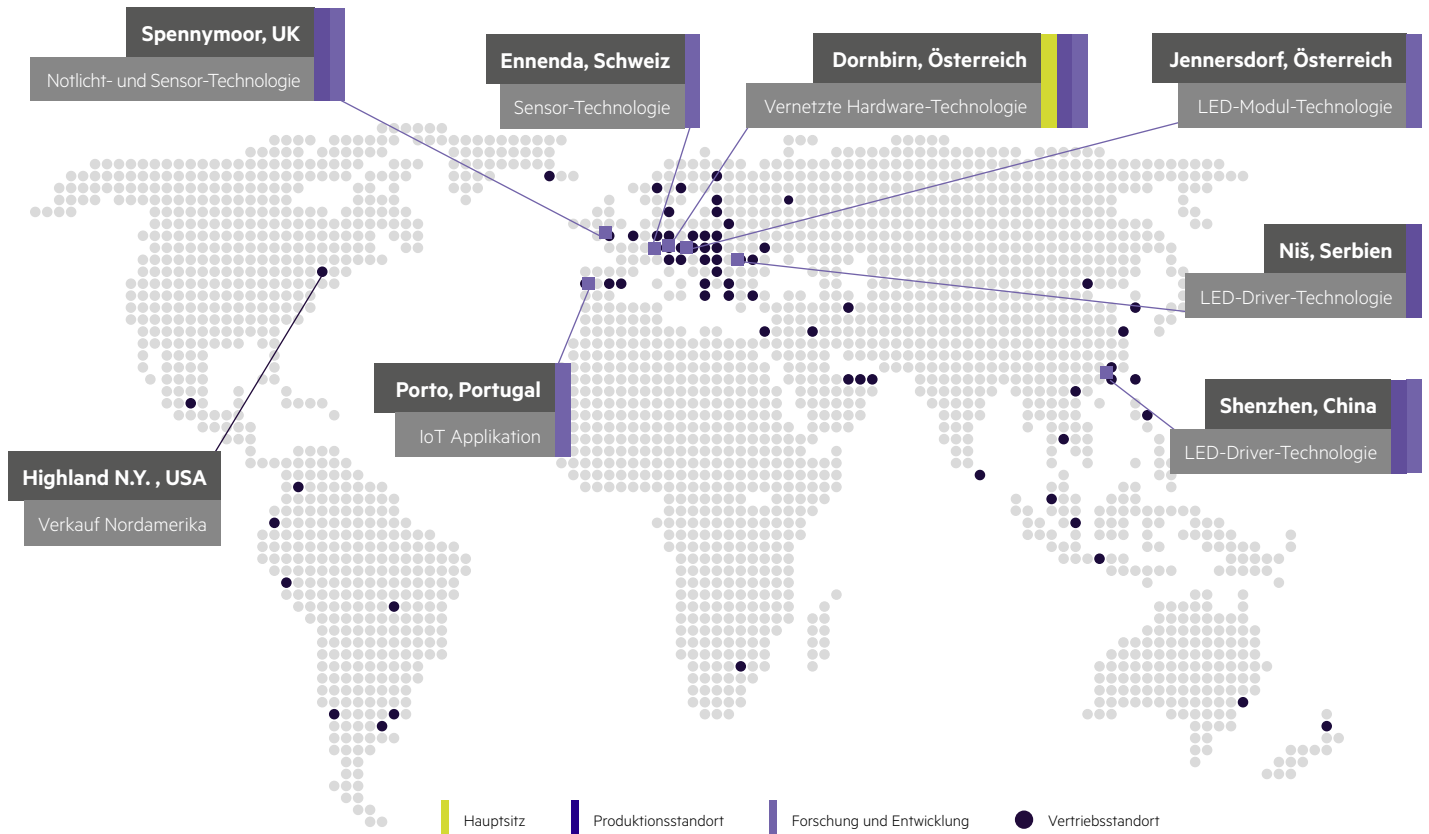 Spennymoor, UK
Notlicht- und Sensor-Technologie
Ennenda, Schweiz
Sensor-Technologie
Dornbirn, Österreich
Vernetzte Hardware-Technologie
Jennersdorf, Österreich
LED-Modul-Technologie
Niš, Serbien
LED-Driver-Technologie
Porto, Portugal
IoT Applikation
Shenzhen, China
LED-Driver-Technologie
Highland N.Y. , USA
Verkauf Nordamerika
Hauptsitz
Produktionsstandort
Forschung und Entwicklung
Vertriebsstandort